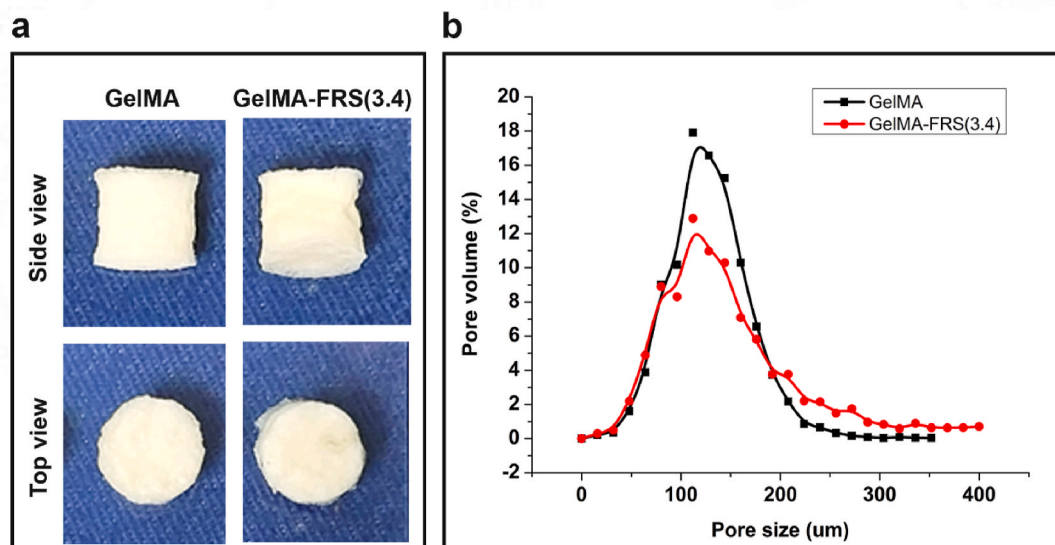 a
GelMA GelMA-FRS(3.4)
Side view
Top view
b
20
18
16
14
12
10
8
6
4
2
0
-2
Pore volume (%)
GelMA
GelMA-FRS(3.4)
0 100 200 300 400
Pore size (um)